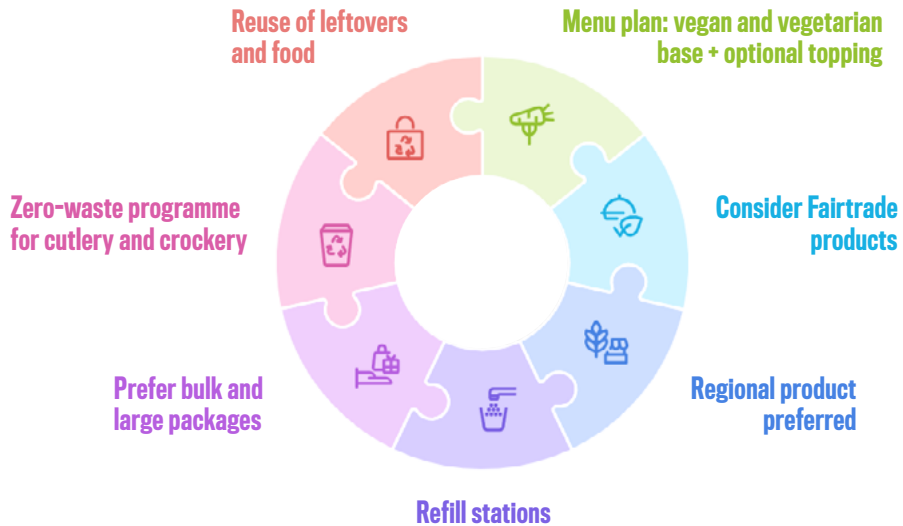 Reuse of leftovers
and food
Menu plan: vegan and vegetarian
base + optional topping
Zero-waste programme
for cutlery and crockery
Consider Fairtrade
products
Prefer bulk and
large packages
Regional product
preferred
Refill stations